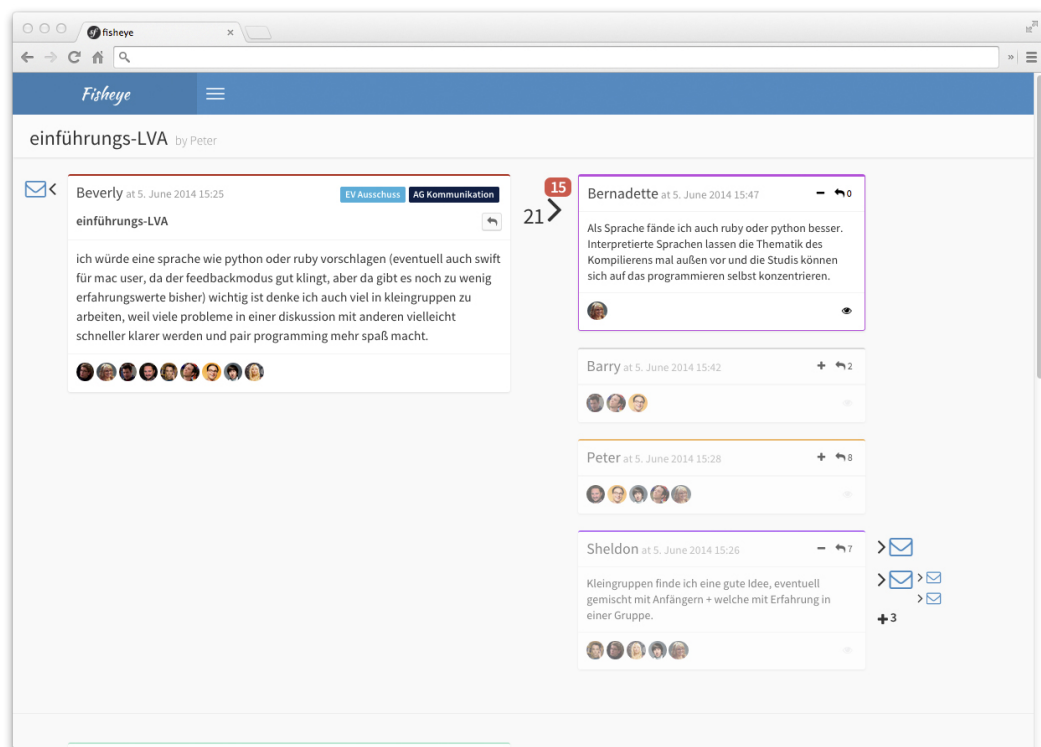 fisheye
Fisheye
einführungs-LVA by Peter
Beverly at 5. June 2014 15:25 EV Ausschuss AG Kommunikation
einführungs-LVA
ich würde eine sprache wie python oder ruby vorschlagen (eventuell auch swift
für mac user, da der feedbackmodus gut klingt, aber da gibt es noch zu wenig
erfahrungswerte bisher) wichtig ist denke ich auch viel in kleingruppen zu
arbeiten, weil viele probleme in einer diskussion mit anderen vielleicht
schneller klarer werden und pair programming mehr spaß macht.
15
21
Bernadette at 5. June 2014 15:47 0
Als Sprache fände ich auch ruby oder python besser.
Interpretierte Sprachen lassen die Thematik des
Kompilierens mal außen vor und die Studis können
sich auf das programmieren selbst konzentrieren.
Barry at 5. June 2014 15:42 2
Peter at 5. June 2014 15:28 8
Sheldon at 5. June 2014 15:26 7
Kleingruppen finde ich eine gute Idee, eventuell
gemischt mit Anfängern + welche mit Erfahrung in
einer Gruppe.
+3